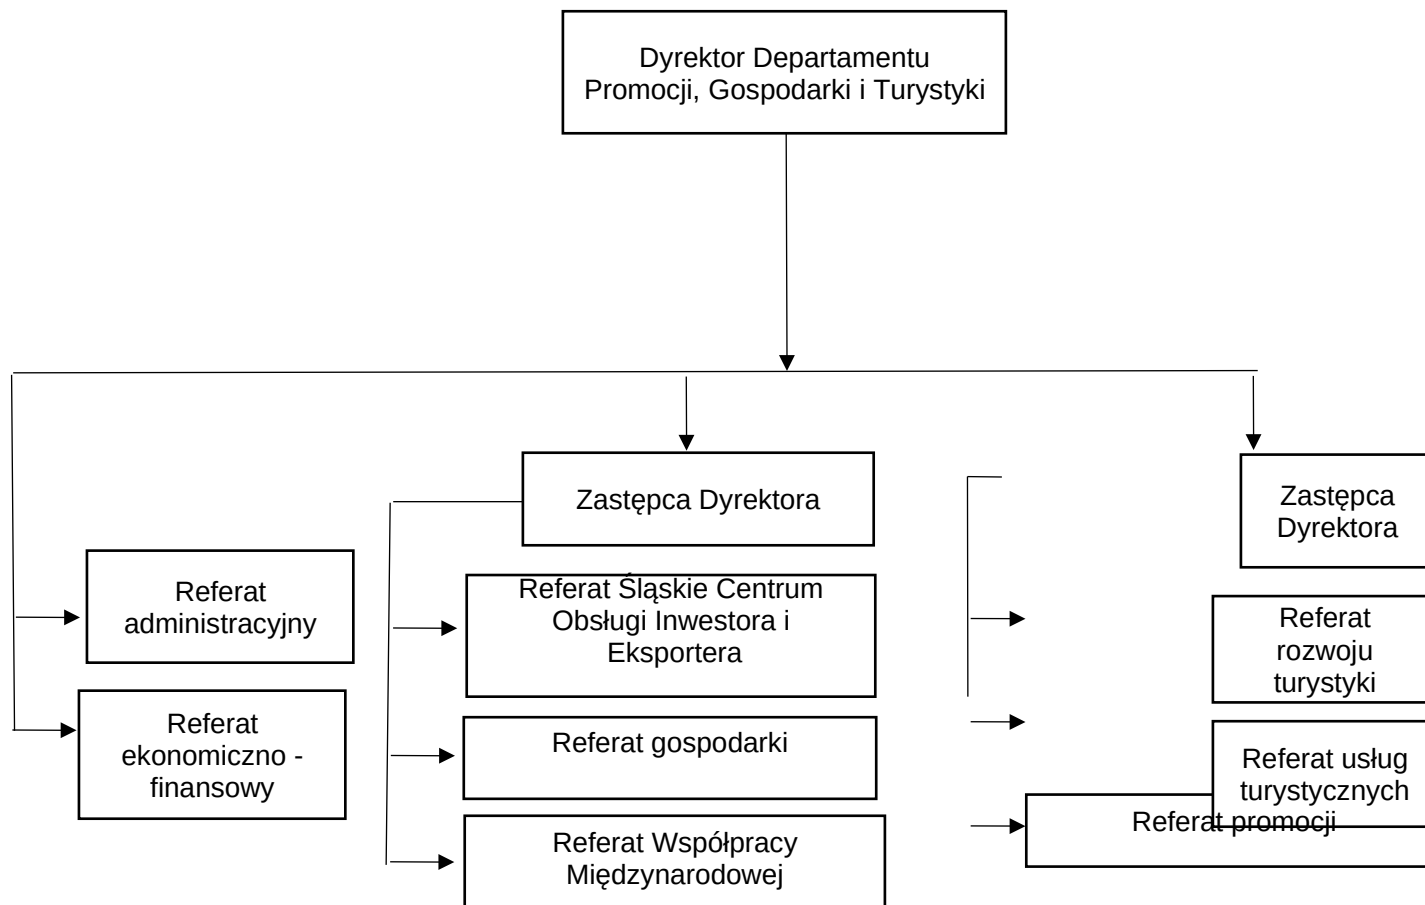 Dyrektor Departamentu
Promocji, Gospodarki i Turystyki
Zastępca Dyrektora
Zastępca
Dyrektora
Referat
administracyjny
Referat
ekonomiczno -
finansowy
Referat Śląskie Centrum
Obsługi Inwestora i
Eksportera
Referat gospodarki
Referat Współpracy
Międzynarodowej
Referat
rozwoju
turystyki
Referat usług
turystycznych
Referat promocji